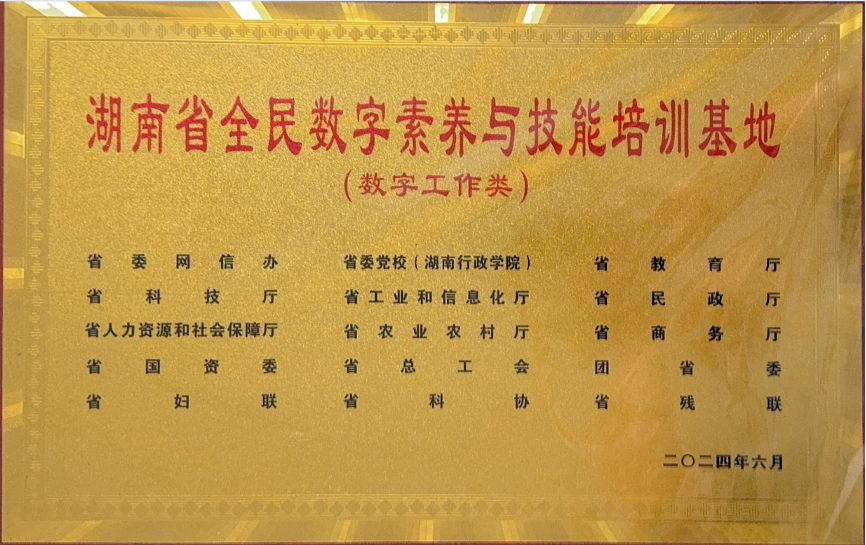 湖南省全民数字素养与技能培训基地
(数字工作类)
省委网信办 省委党校(湖南行政学院) 省教育厅
省科技厅 省工业和信息化厅 省民政厅
省人力资源和社会保障厅 省农业农村厅 省商务厅
省国资委 省总工会 团省委
省妇联 省科协 省残联
二〇二四年六月